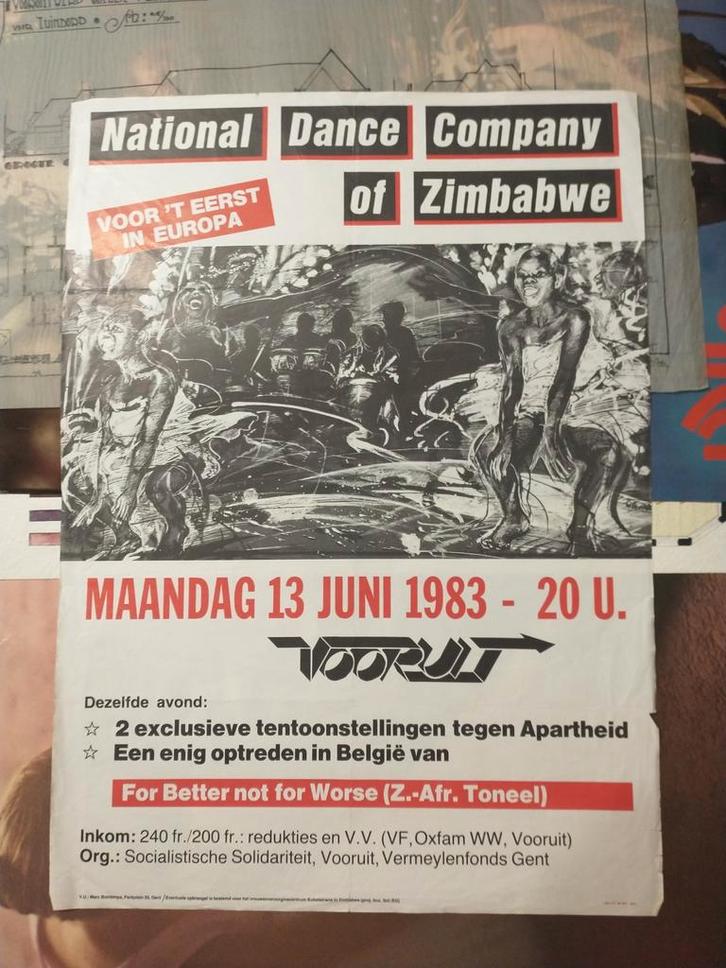 VOOR TUINDORP
National Dance Company
of Zimbabwe
VOOR 'T EERST
IN EUROPA
MAANDAG 13 JUNI 1983 - 20 U.
VOORUIT
Dezelfde avond:
☆ 2 exclusieve tentoonstellingen tegen Apartheid
☆ Een enig optreden in België van
For Better not for Worse (Z.-Afr. Toneel)
Inkom: 240 fr./200 fr.: redukties en V.V. (VF, Oxfam WW, Vooruit)
Org.: Socialistische Solidariteit, Vooruit, Vermeylenfonds Gent